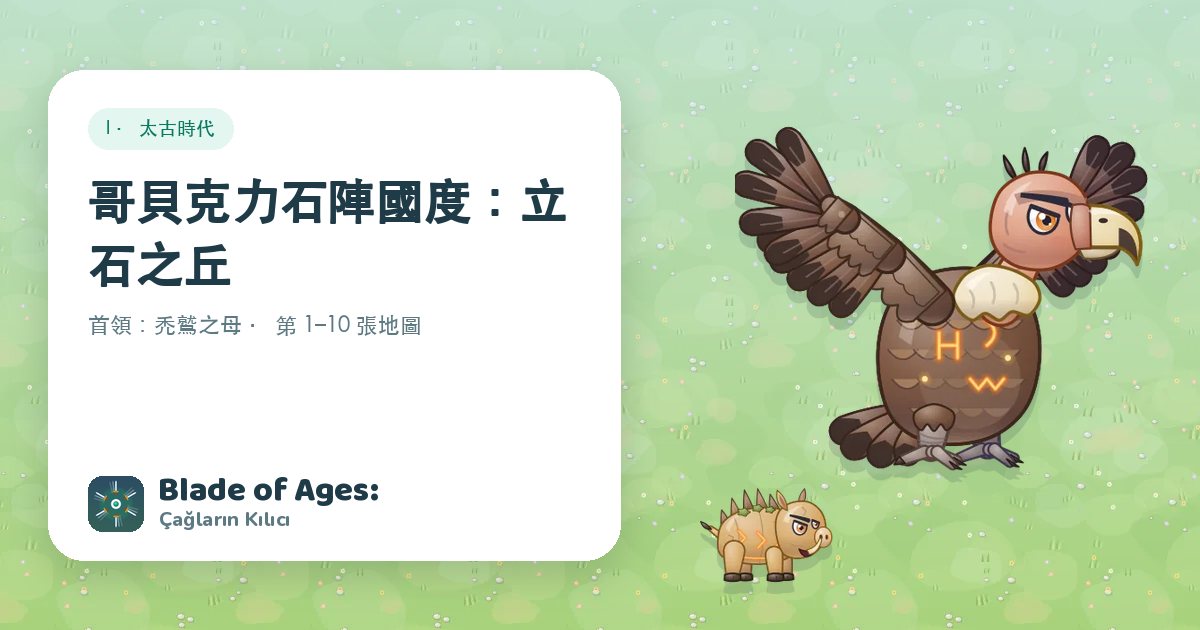 I · 太古時代
哥貝克力石陣國度：立
石之丘
首領：禿鷲之母 · 第 1–10 張地圖
Blade of Ages:
Çağların Kılıcı